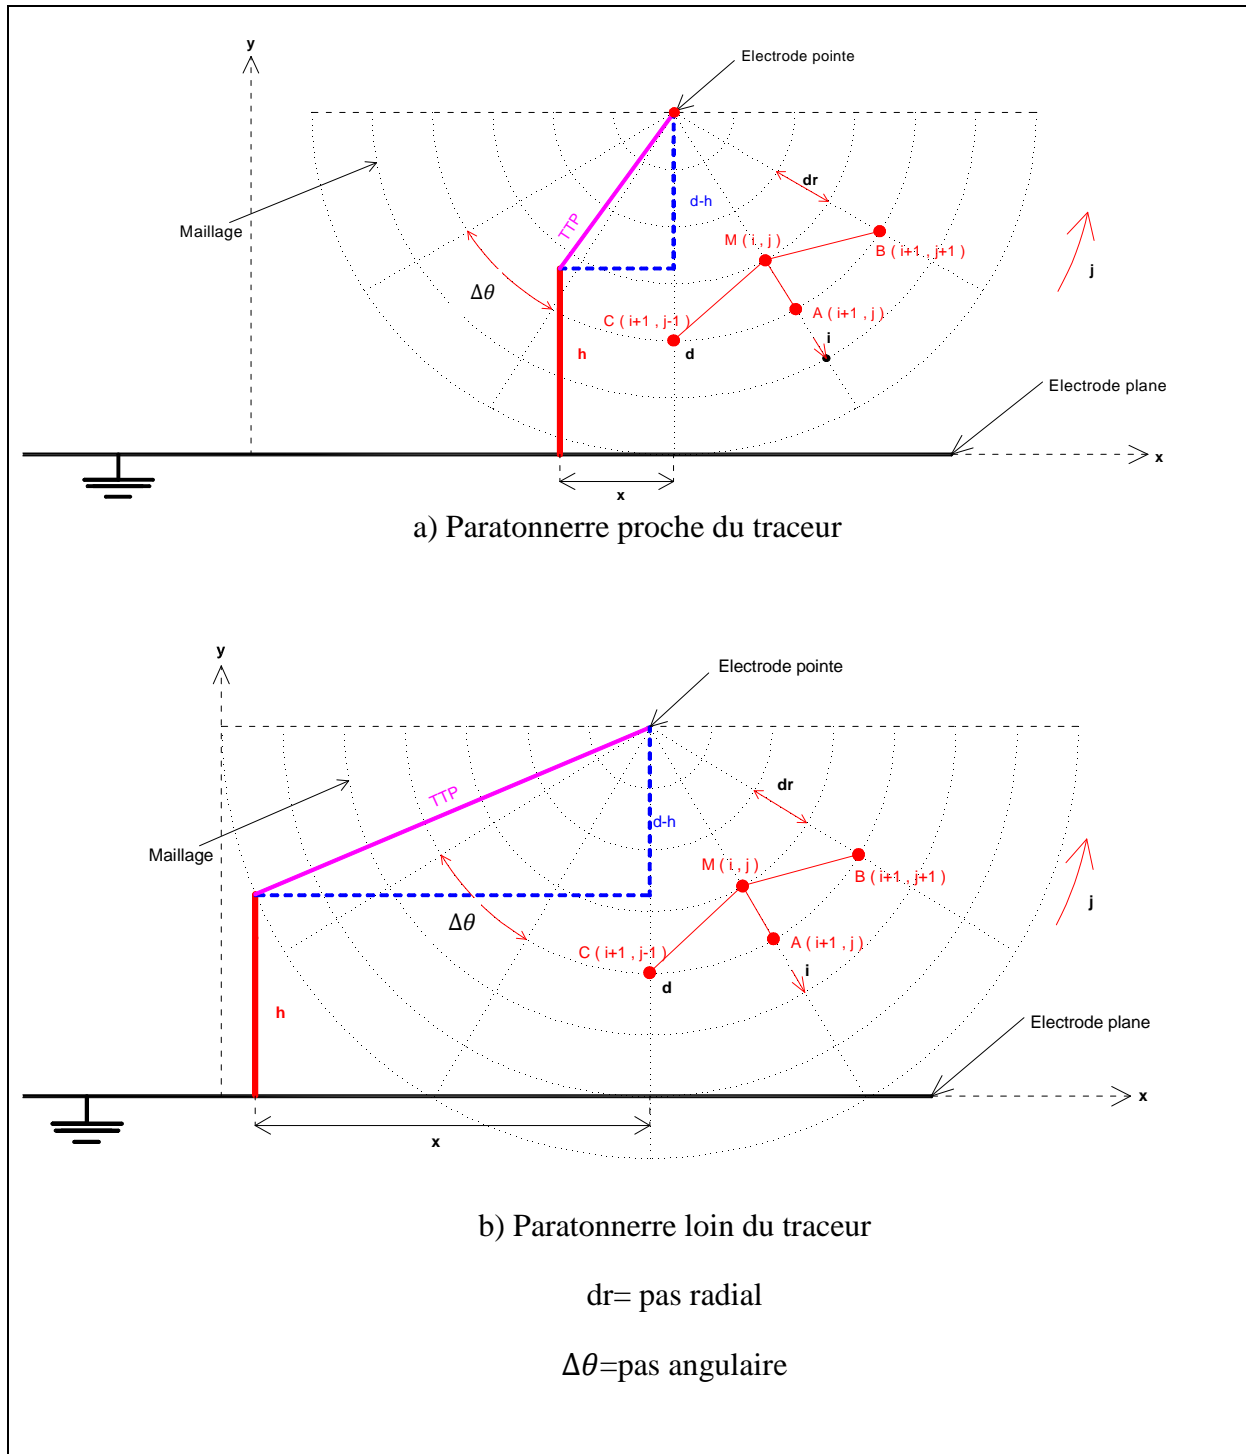 y
Electrode pointe
dr
d-h
TTP
Maillage
M ( i , j )
B ( i+1 , j+1 )
j
Δθ
C ( i+1 , j-1 )
A ( i+1 , j )
i
h
d
Electrode plane
x
x
a) Paratonnerre proche du traceur
y
Electrode pointe
dr
TTP
d-h
Maillage
M ( i , j )
B ( i+1 , j+1 )
j
Δθ
C ( i+1 , j-1 )
A ( i+1 , j )
i
d
h
Electrode plane
x
x
b) Paratonnerre loin du traceur
dr= pas radial
Δθ=pas angulaire